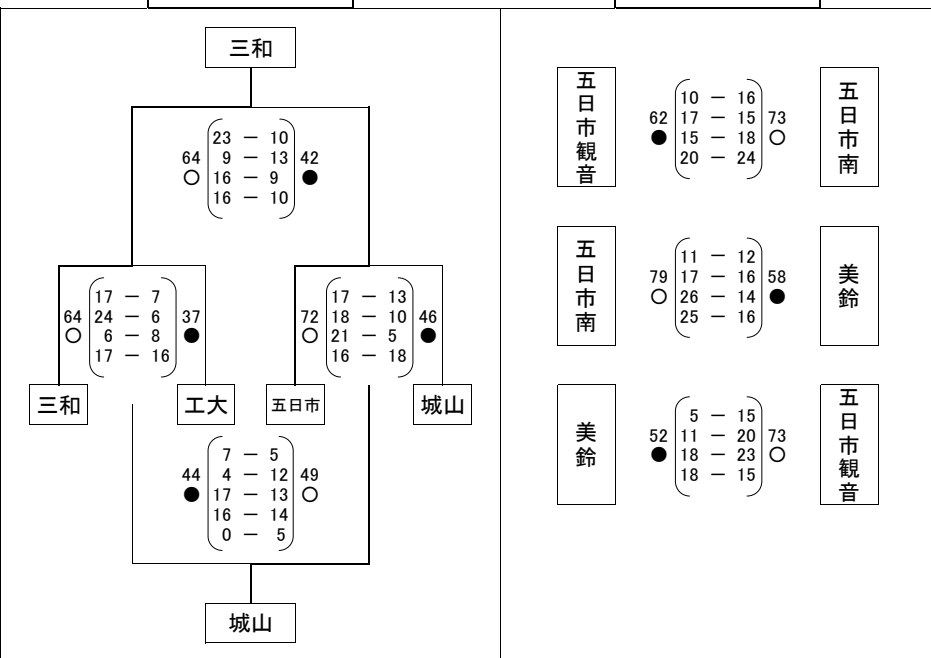 三和
64 ○ 42 ●
23 － 10
9 － 13
16 － 9
16 － 10
64 ○ 37 ●
17 － 7
24 － 6
6 － 8
17 － 16
72 ○ 46 ●
17 － 13
18 － 10
21 － 5
16 － 18
三和
工大
五日市
城山
44 ● 49 ○
7 － 5
4 － 12
17 － 13
16 － 14
0 － 5
城山
五日市観音
62 ● 73 ○
10 － 16
17 － 15
15 － 18
20 － 24
五日市南
五日市南
79 ○ 58 ●
11 － 12
17 － 16
26 － 14
25 － 16
美鈴
美鈴
52 ● 73 ○
5 － 15
11 － 20
18 － 23
18 － 15
五日市観音